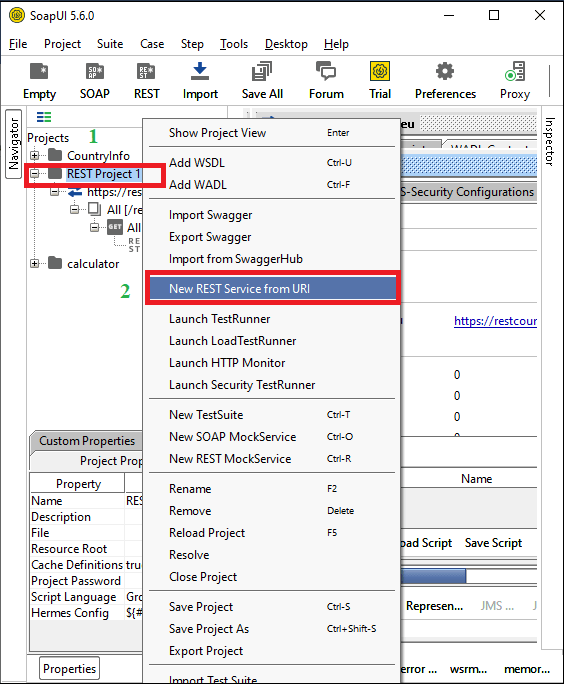 SoapUI 5.6.0
File Project Suite Case Step Tools Desktop Help
Empty SOAP REST Import Save All Forum Trial Preferences Proxy
Navigator
Inspector
Projects 1
CountryInfo
REST Project 1
https://res
All [/re
GET All
REST
calculator
2
Show Project View Enter
Add WSDL Ctrl-U
Add WADL Ctrl-F
Import Swagger
Export Swagger
Import from SwaggerHub
New REST Service from URI
Launch TestRunner
Launch LoadTestRunner
Launch HTTP Monitor
Launch Security TestRunner
New TestSuite Ctrl-T
New SOAP MockService Ctrl-O
New REST MockService Ctrl-R
Rename F2
Remove Delete
Reload Project F5
Resolve
Close Project
Save Project Ctrl-S
Save Project As Ctrl+Shift-S
Export Project
Import Test Suite
eu
S-Security Configurations
https://restcoun
0
0
0
Name
oad Script Save Script
Represen... JMS ...
error ... wsrm... memor...
Custom Properties
Project Prop
Property
Name RES
Description
File
Resource Root
Cache Definitions true
Project Password
Script Language Gro
Hermes Config ${#
Properties